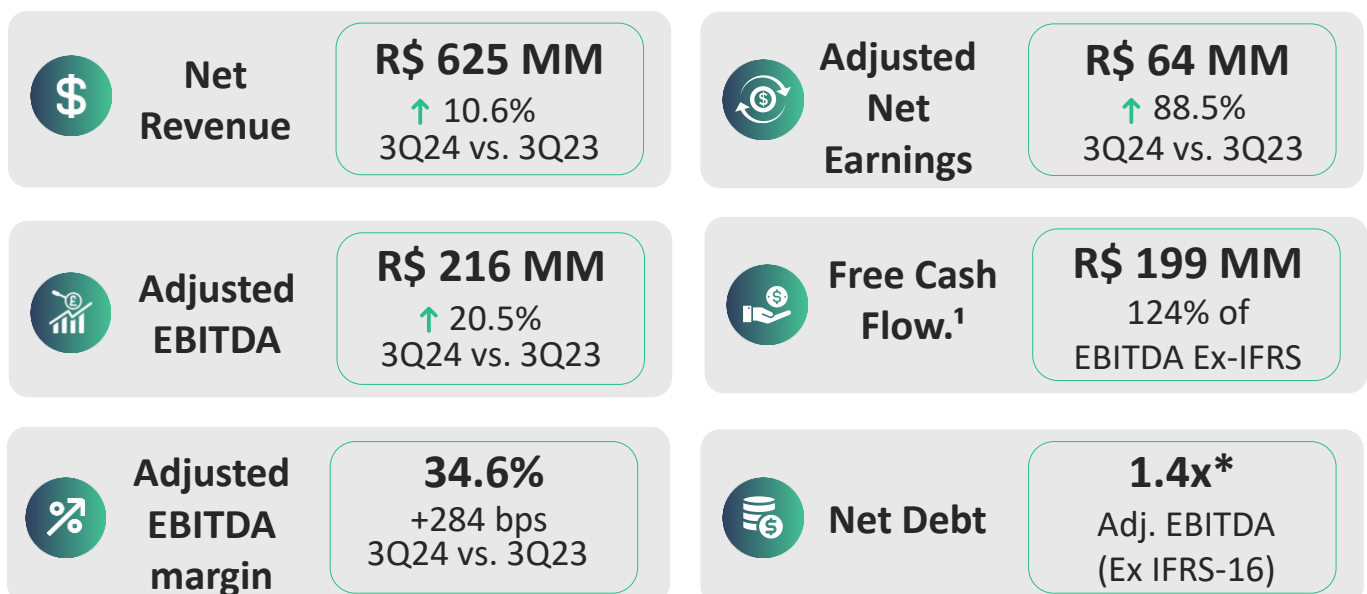 $
Net
Revenue
R$ 625 MM
↑ 10.6%
3Q24 vs. 3Q23
$
Adjusted
Net
Earnings
R$ 64 MM
↑ 88.5%
3Q24 vs. 3Q23
£
Adjusted
EBITDA
R$ 216 MM
↑ 20.5%
3Q24 vs. 3Q23
$
Free Cash
Flow.¹
R$ 199 MM
124% of
EBITDA Ex-IFRS
%
Adjusted
EBITDA
margin
34.6%
+284 bps
3Q24 vs. 3Q23
$
Net Debt
1.4x*
Adj. EBITDA
(Ex IFRS-16)